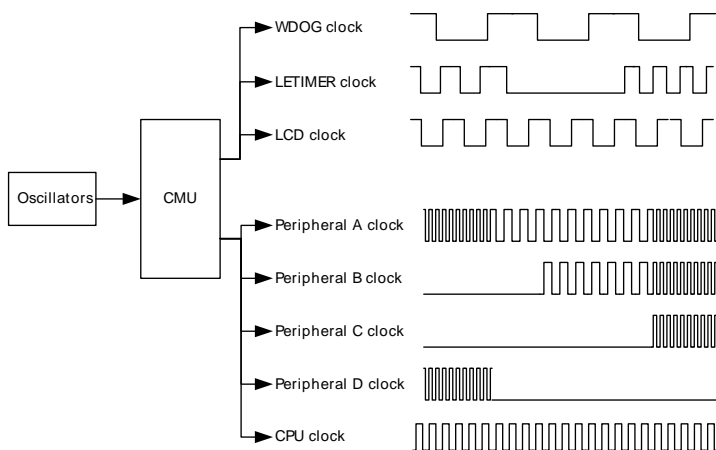 WDOG clock
LETIMER clock
LCD clock
Oscillators
CMU
Peripheral A clock
Peripheral B clock
Peripheral C clock
Peripheral D clock
CPU clock